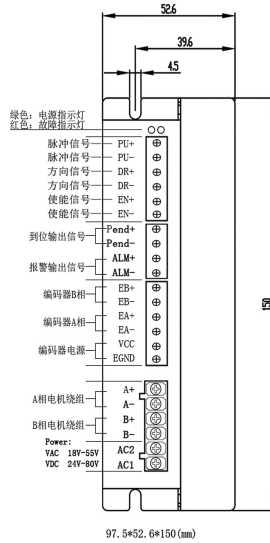 52.6
39.6
4.5
绿色：电源指示灯
红色：故障指示灯
脉冲信号 PU+
脉冲信号 PU-
方向信号 DR+
方向信号 DR-
使能信号 EN+
使能信号 EN-
到位输出信号 Pend+
Pend-
报警输出信号 ALM+
ALM-
编码器B相 EB+
EB-
编码器A相 EA+
EA-
编码器电源 VCC
EGND
A相电机绕组 A+
A-
B相电机绕组 B+
B-
Power:
VAC 18V-55V AC2
VDC 24V-80V AC1
150
97.5*52.6*150(mm)